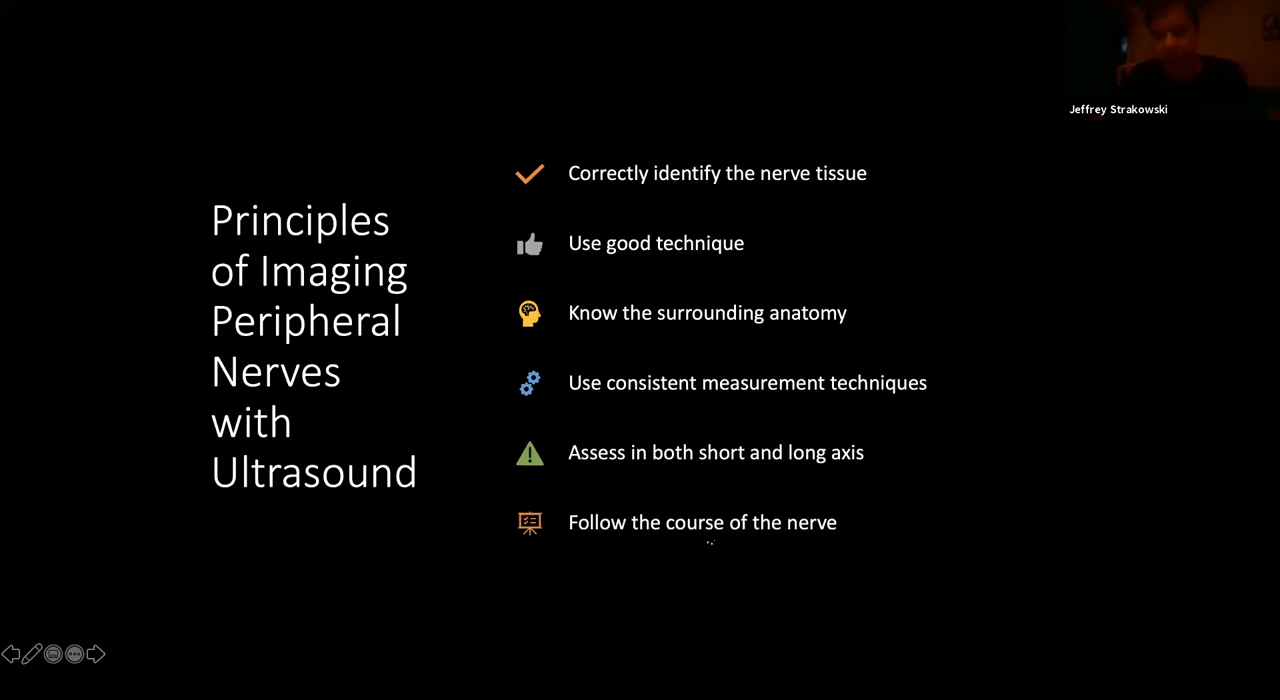 Jeffrey Strakowski
Principles
of Imaging
Peripheral
Nerves
with
Ultrasound
Correctly identify the nerve tissue
Use good technique
Know the surrounding anatomy
Use consistent measurement techniques
Assess in both short and long axis
Follow the course of the nerve